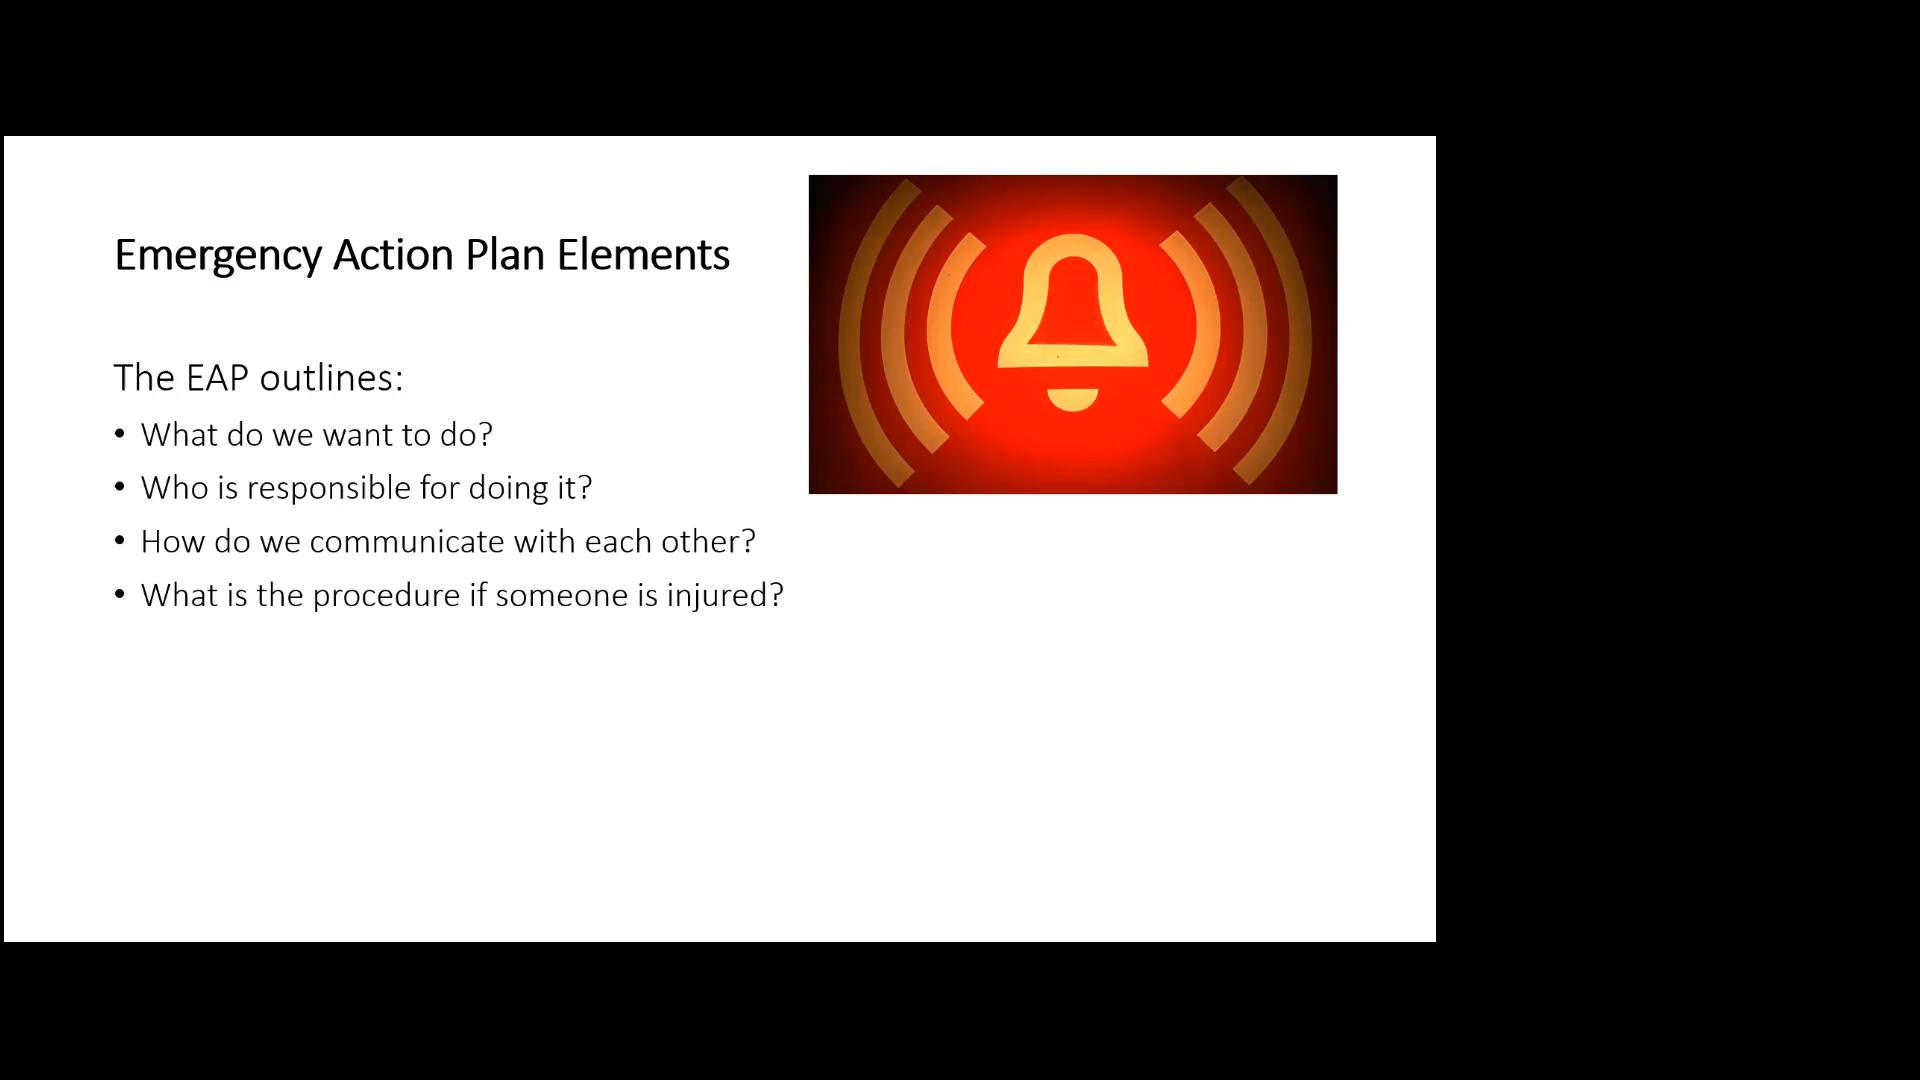 Emergency Action Plan Elements
The EAP outlines:
• What do we want to do?
• Who is responsible for doing it?
• How do we communicate with each other?
• What is the procedure if someone is injured?